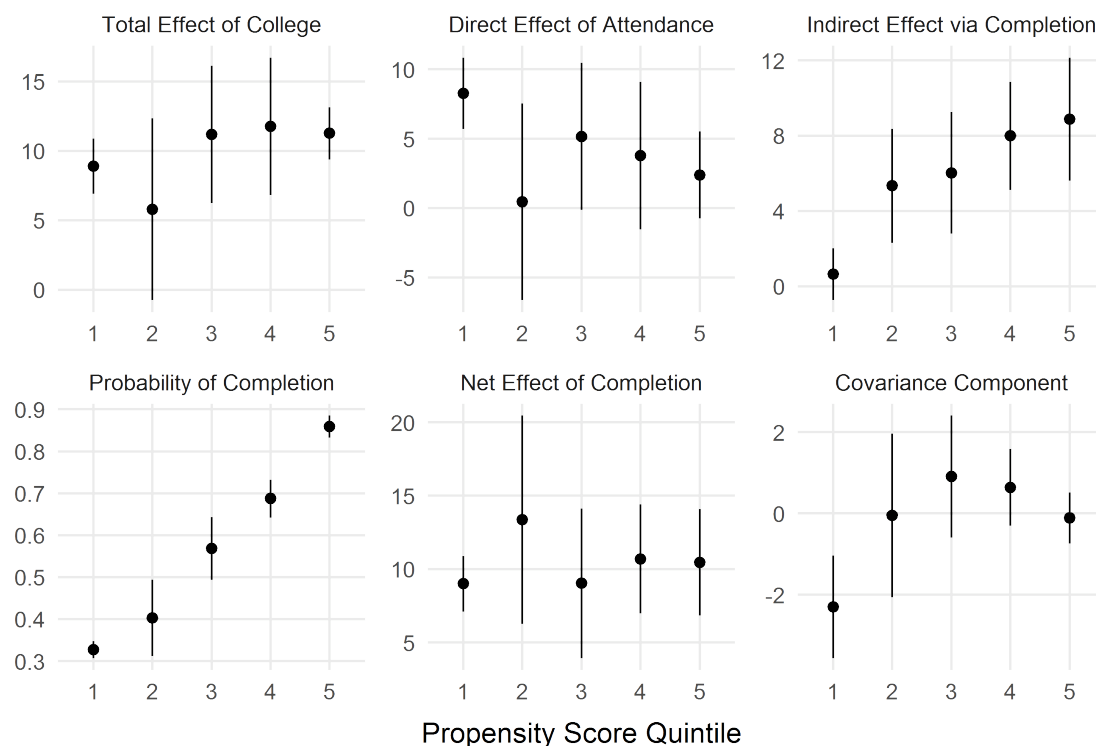 Total Effect of College
Direct Effect of Attendance
Indirect Effect via Completion
15
10
5
0
1 2 3 4 5
10
5
0
-5
1 2 3 4 5
12
8
4
0
1 2 3 4 5
Probability of Completion
Net Effect of Completion
Covariance Component
0.9
0.8
0.7
0.6
0.5
0.4
0.3
1 2 3 4 5
20
15
10
5
1 2 3 4 5
2
0
-2
1 2 3 4 5
Propensity Score Quintile